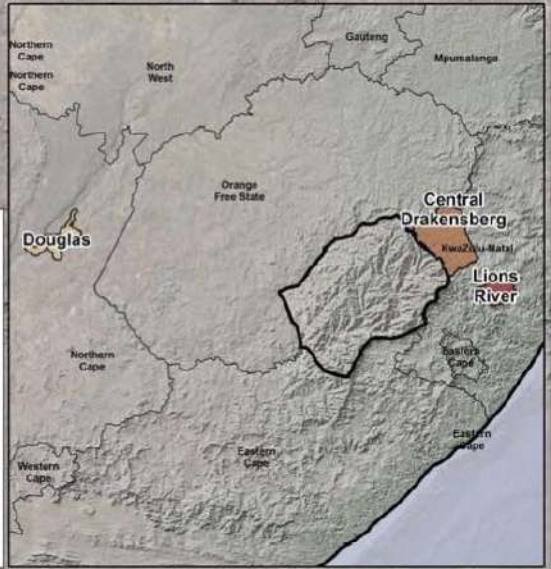 Northern
Cape
Northern
Cape
North
West
Gauteng
Mpumalanga
Orange
Free State
Central
Drakensberg
KwaZulu-Natal
Douglas
Lions
River
Northern
Cape
Eastern
Cape
Eastern
Cape
Eastern
Cape
Western
Cape